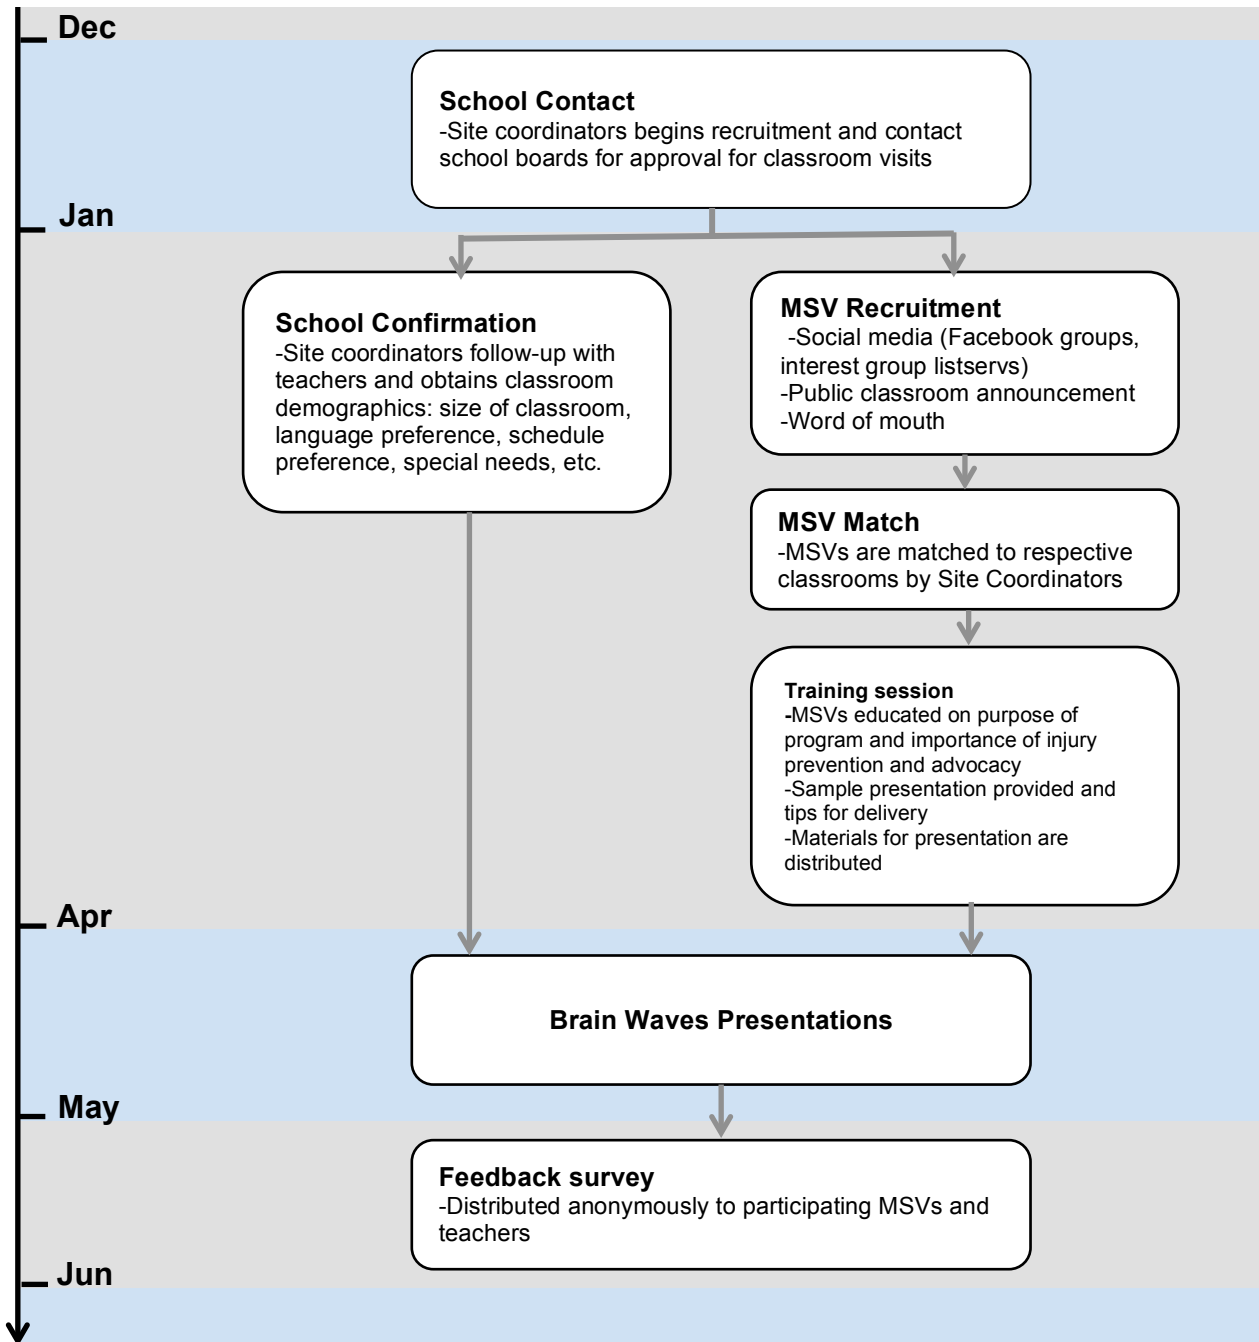 Dec
School Contact
-Site coordinators begins recruitment and contact
school boards for approval for classroom visits
Jan
School Confirmation
-Site coordinators follow-up with
teachers and obtains classroom
demographics: size of classroom,
language preference, schedule
preference, special needs, etc.
MSV Recruitment
-Social media (Facebook groups,
interest group listservs)
-Public classroom announcement
-Word of mouth
MSV Match
-MSVs are matched to respective
classrooms by Site Coordinators
Training session
-MSVs educated on purpose of
program and importance of injury
prevention and advocacy
-Sample presentation provided and
tips for delivery
-Materials for presentation are
distributed
Apr
Brain Waves Presentations
May
Feedback survey
-Distributed anonymously to participating MSVs and
teachers
Jun